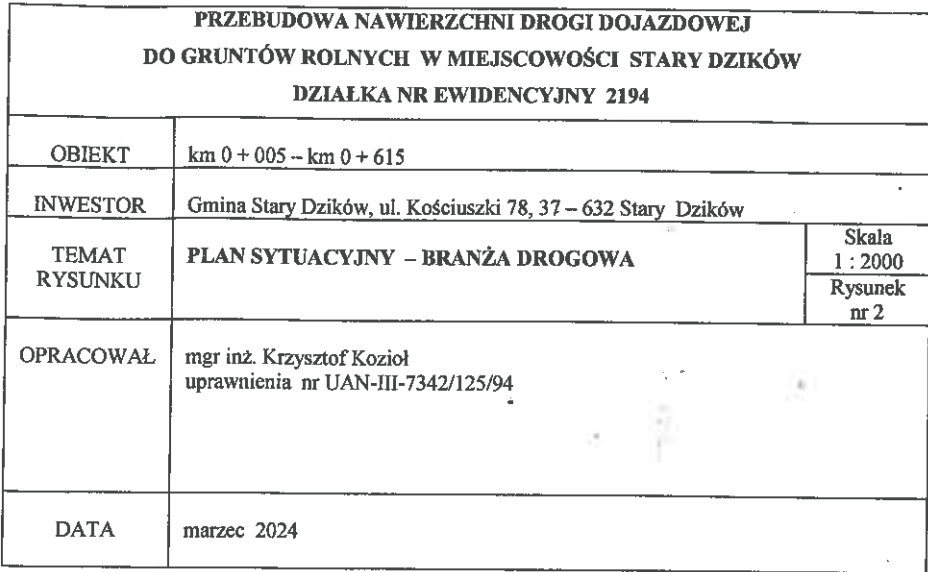 PRZEBUDOWA NAWIERZCHNI DROGI DOJAZDOWEJ
DO GRUNTÓW ROLNYCH W MIEJSCOWOŚCI STARY DZIKÓW
DZIAŁKA NR EWIDENCYJNY 2194
OBIEKT
km 0 + 005 – km 0 + 615
INWESTOR
Gmina Stary Dzików, ul. Kościuszki 78, 37 – 632 Stary Dzików
TEMAT
RYSUNKU
PLAN SYTUACYJNY – BRANŻA DROGOWA
Skala
1 : 2000
Rysunek
nr 2
OPRACOWAŁ
mgr inż. Krzysztof Kozioł
uprawnienia nr UAN-III-7342/125/94
DATA
marzec 2024